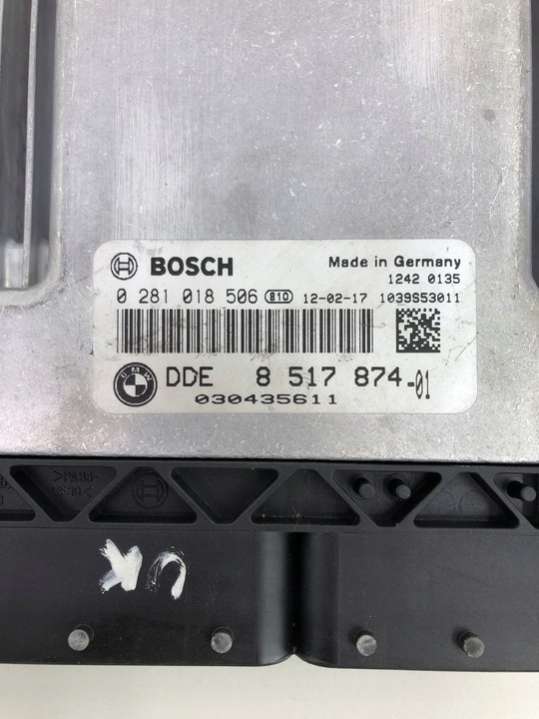 BOSCH Made in Germany
1242 0135
0 281 018 506 810 12-02-17 1039S53011
BMW DDE 8 517 874-01
030435611